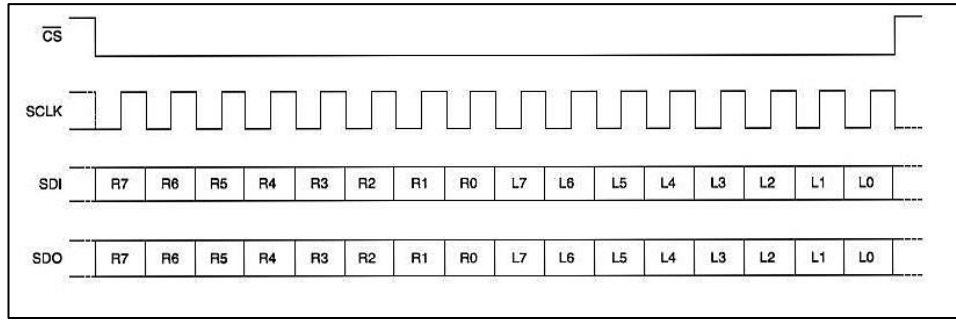 C̅S̅
SCLK
SDI R7 R6 R5 R4 R3 R2 R1 R0 L7 L6 L5 L4 L3 L2 L1 L0
SDO R7 R6 R5 R4 R3 R2 R1 R0 L7 L6 L5 L4 L3 L2 L1 L0